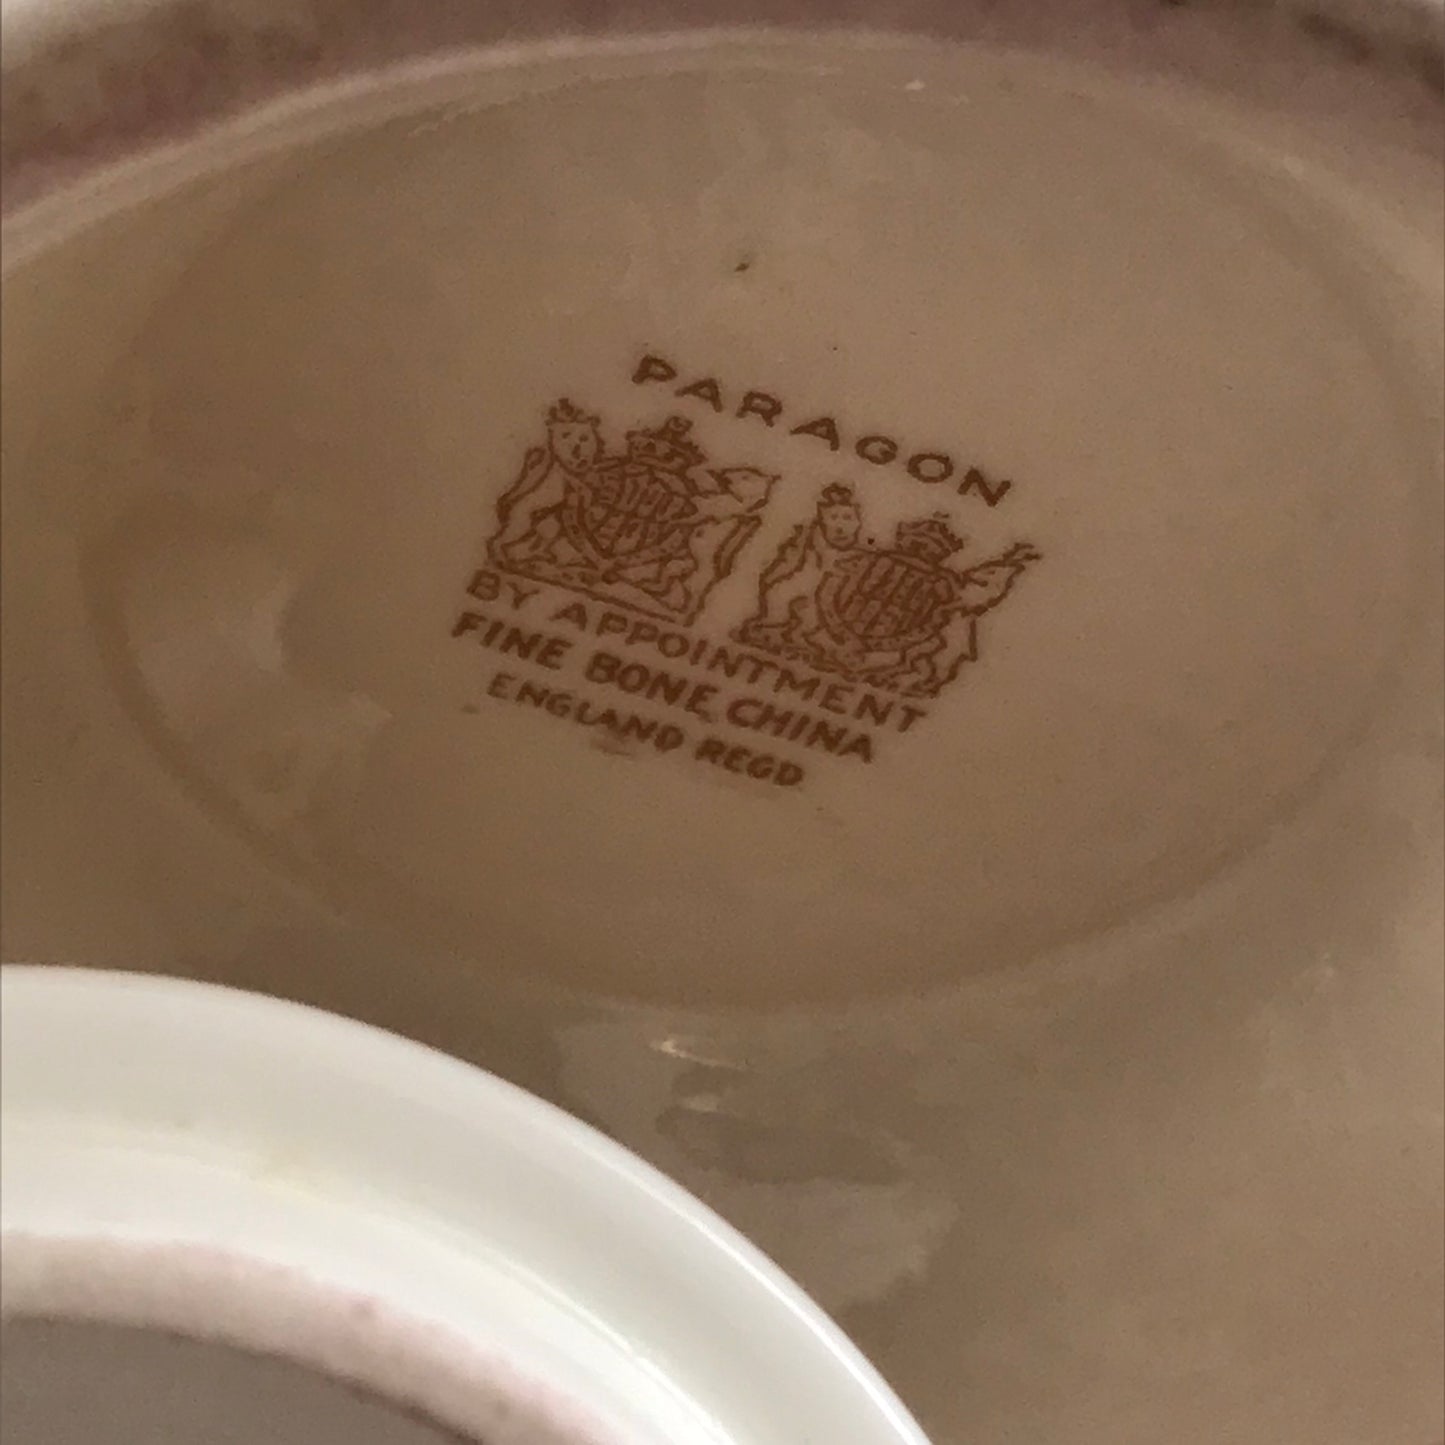 PARAGON
BY APPOINTMENT
FINE BONE CHINA
ENGLAND REGD